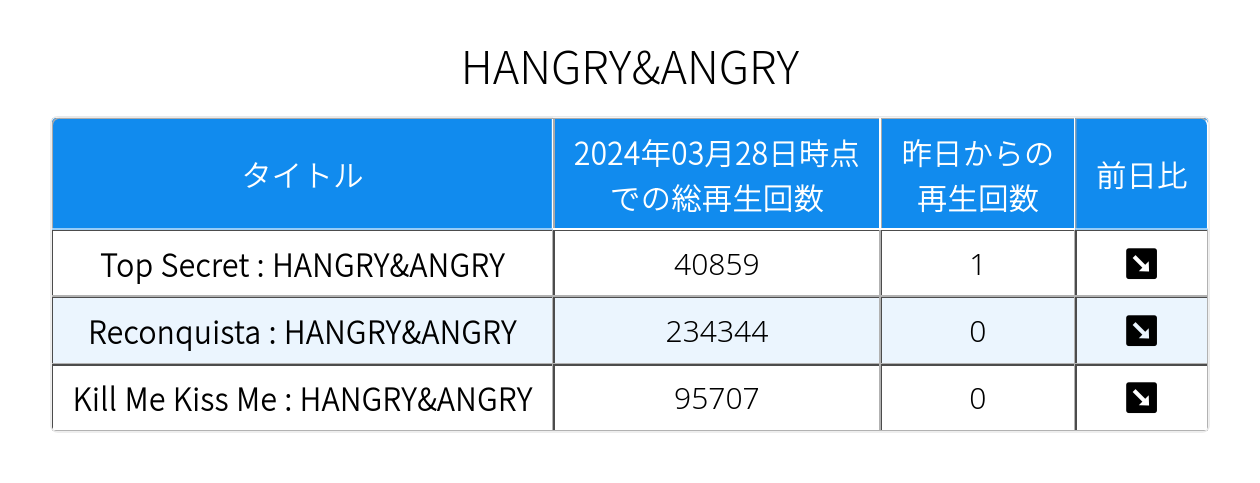 HANGRY&ANGRY
タイトル
2024年03月28日時点
での総再生回数
昨日からの
再生回数
前日比
Top Secret : HANGRY&ANGRY
40859
1
Reconquista : HANGRY&ANGRY
234344
0
Kill Me Kiss Me : HANGRY&ANGRY
95707
0